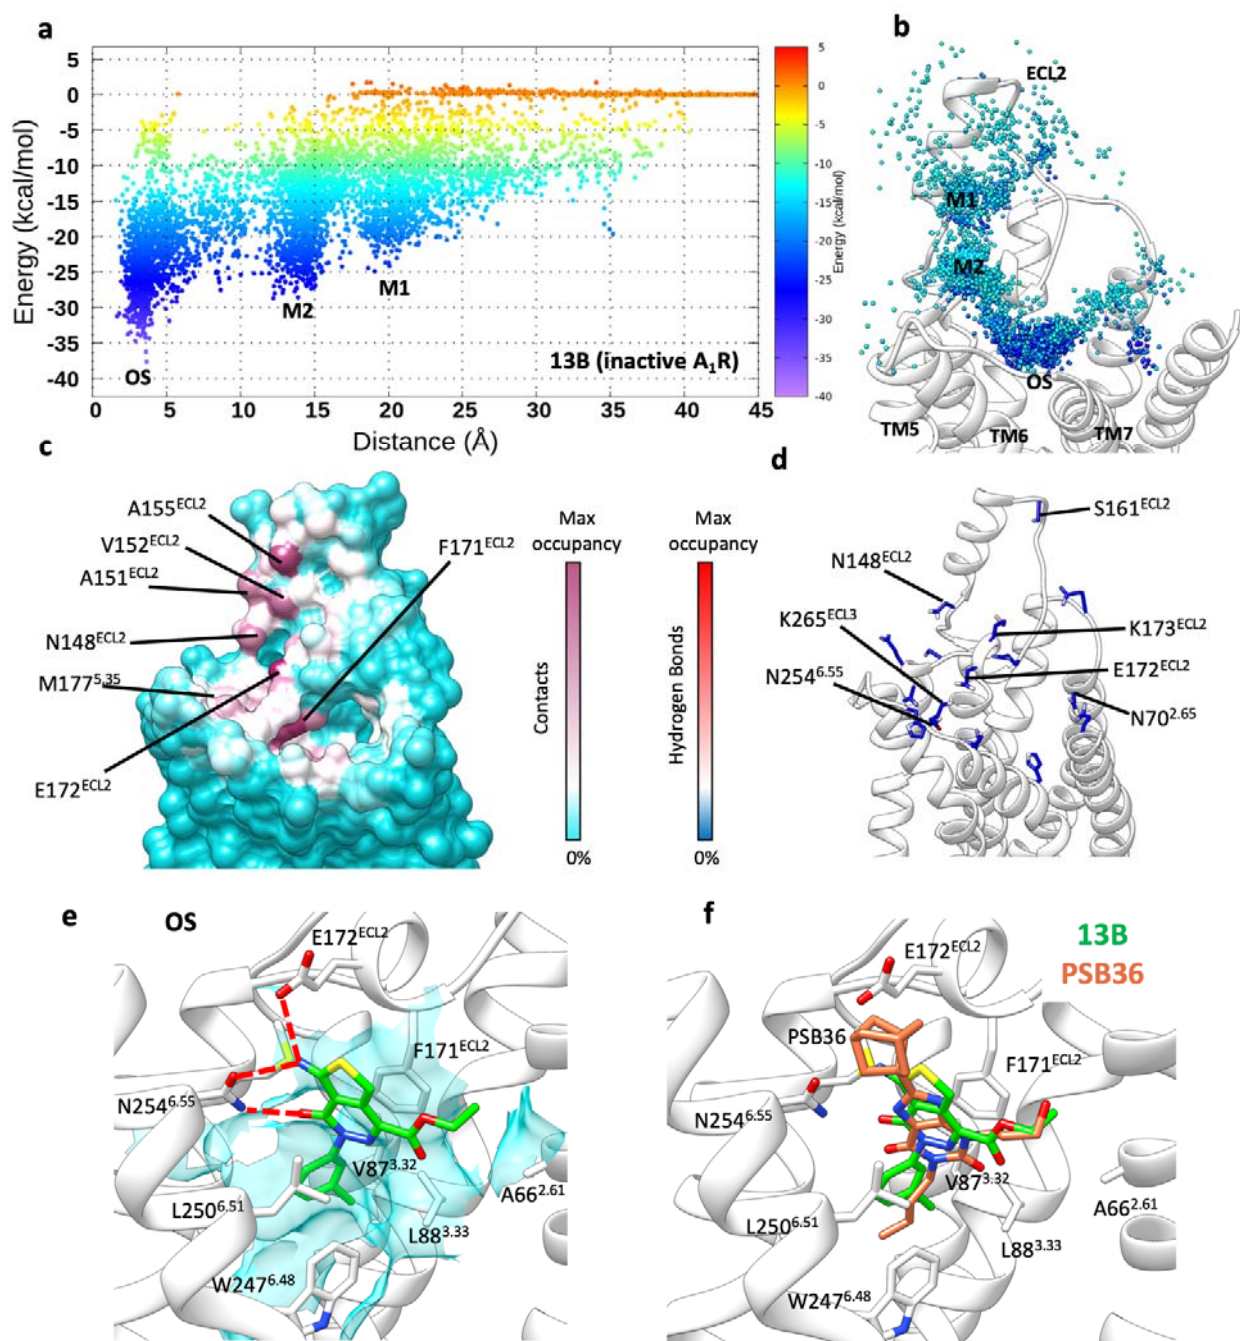 a
5
0
-5
-10
-15
-20
-25
-30
-35
-40
Energy (kcal/mol)
0 5 10 15 20 25 30 35 40 45
Distance (Å)
OS
M2
M1
13B (inactive A₁R)
5
0
-5
-10
-15
-20
-25
-30
-35
-40
Energy (kcal/mol)
b
ECL2
M1
M2
OS
TM5
TM6
TM7
c
A155ᴱᶜᴸ²
V152ᴱᶜᴸ²
A151ᴱᶜᴸ²
N148ᴱᶜᴸ²
M177⁵·³⁵
E172ᴱᶜᴸ²
F171ᴱᶜᴸ²
Max
occupancy
Contacts
0%
Max
occupancy
Hydrogen Bonds
0%
d
S161ᴱᶜᴸ²
N148ᴱᶜᴸ²
K265ᴱᶜᴸ³
K173ᴱᶜᴸ²
N254⁶·⁵⁵
E172ᴱᶜᴸ²
N70²·⁶⁵
e
OS
E172ᴱᶜᴸ²
F171ᴱᶜᴸ²
N254⁶·⁵⁵
V87³·³²
A66²·⁶¹
L250⁶·⁵¹
L88³·³³
W247⁶·⁴⁸
f
13B
PSB36
E172ᴱᶜᴸ²
PSB36
F171ᴱᶜᴸ²
N254⁶·⁵⁵
V87³·³²
A66²·⁶¹
L250⁶·⁵¹
L88³·³³
W247⁶·⁴⁸